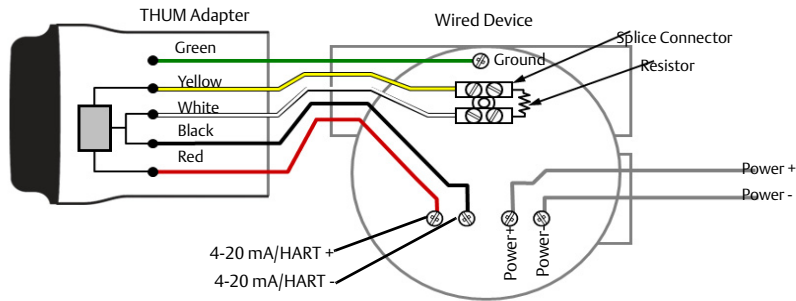 THUM Adapter
Wired Device
Green
Ground
Splice Connector
Resistor
Yellow
White
Black
Red
Power +
Power -
4-20 mA/HART +
4-20 mA/HART -
Power+
Power-